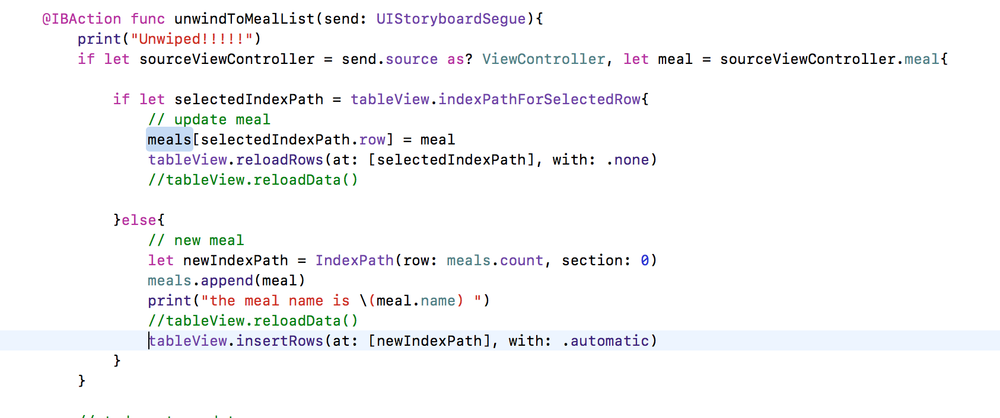 @IBAction func unwindToMealList(send: UIStoryboardSegue){
print("Unwiped!!!!!")
if let sourceViewController = send.source as? ViewController, let meal = sourceViewController.meal{
if let selectedIndexPath = tableView.indexPathForSelectedRow{
// update meal
meals[selectedIndexPath.row] = meal
tableView.reloadRows(at: [selectedIndexPath], with: .none)
//tableView.reloadData()
}else{
// new meal
let newIndexPath = IndexPath(row: meals.count, section: 0)
meals.append(meal)
print("the meal name is \(meal.name) ")
//tableView.reloadData()
tableView.insertRows(at: [newIndexPath], with: .automatic)
}
}